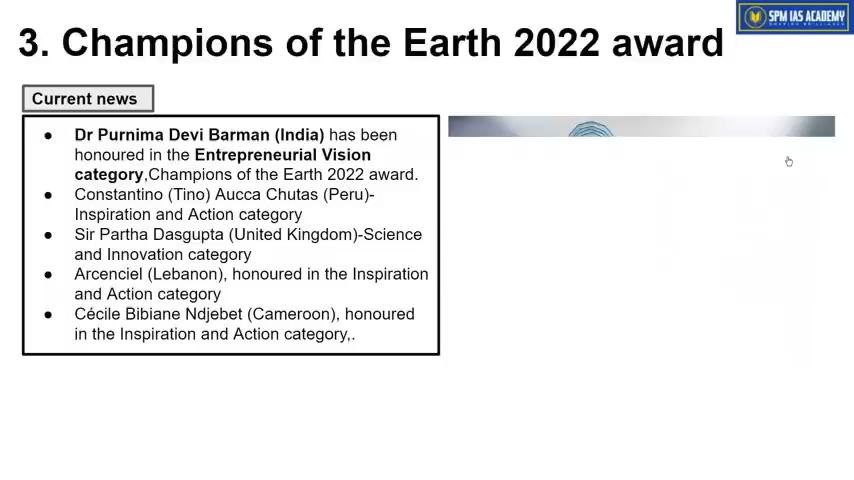 SPM IAS ACADEMY
3. Champions of the Earth 2022 award
Current news
● Dr Purnima Devi Barman (India) has been
honoured in the Entrepreneurial Vision
category,Champions of the Earth 2022 award.
● Constantino (Tino) Aucca Chutas (Peru)-
Inspiration and Action category
● Sir Partha Dasgupta (United Kingdom)-Science
and Innovation category
● Arcenciel (Lebanon), honoured in the Inspiration
and Action category
● Cécile Bibiane Ndjebet (Cameroon), honoured
in the Inspiration and Action category,.